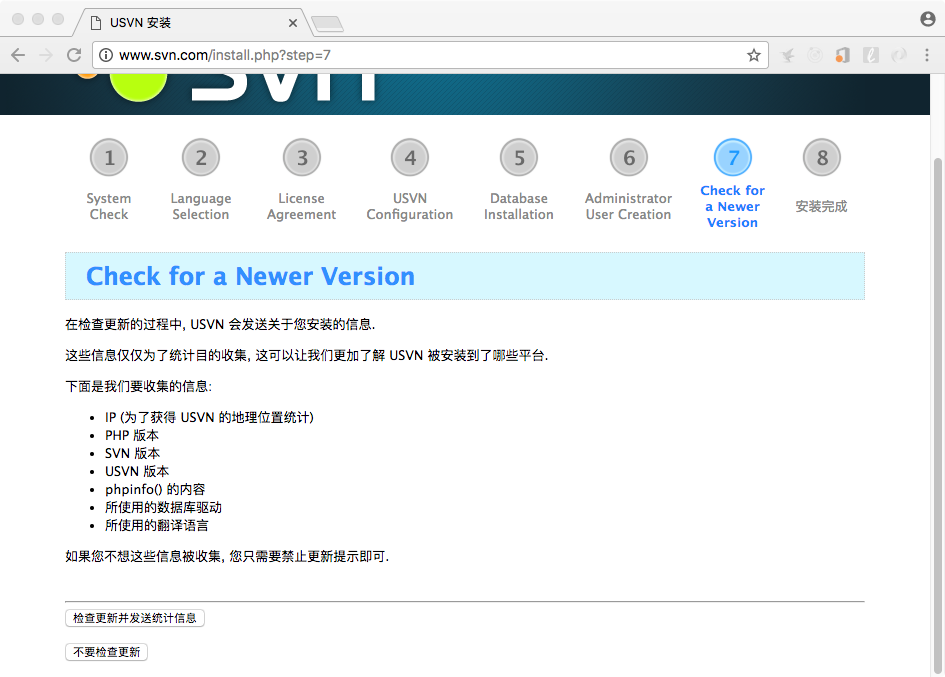 USVN 安装
www.svn.com/install.php?step=7
SVN
1 2 3 4 5 6 7 8
System Check
Language Selection
License Agreement
USVN Configuration
Database Installation
Administrator User Creation
Check for a Newer Version
安装完成
Check for a Newer Version
在检查更新的过程中, USVN 会发送关于您安装的信息.
这些信息仅仅为了统计目的收集, 这可以让我们更加了解 USVN 被安装到了哪些平台.
下面是我们要收集的信息:
• IP (为了获得 USVN 的地理位置统计)
• PHP 版本
• SVN 版本
• USVN 版本
• phpinfo() 的内容
• 所使用的数据库驱动
• 所使用的翻译语言
如果您不想这些信息被收集, 您只需要禁止更新提示即可.
检查更新并发送统计信息
不要检查更新